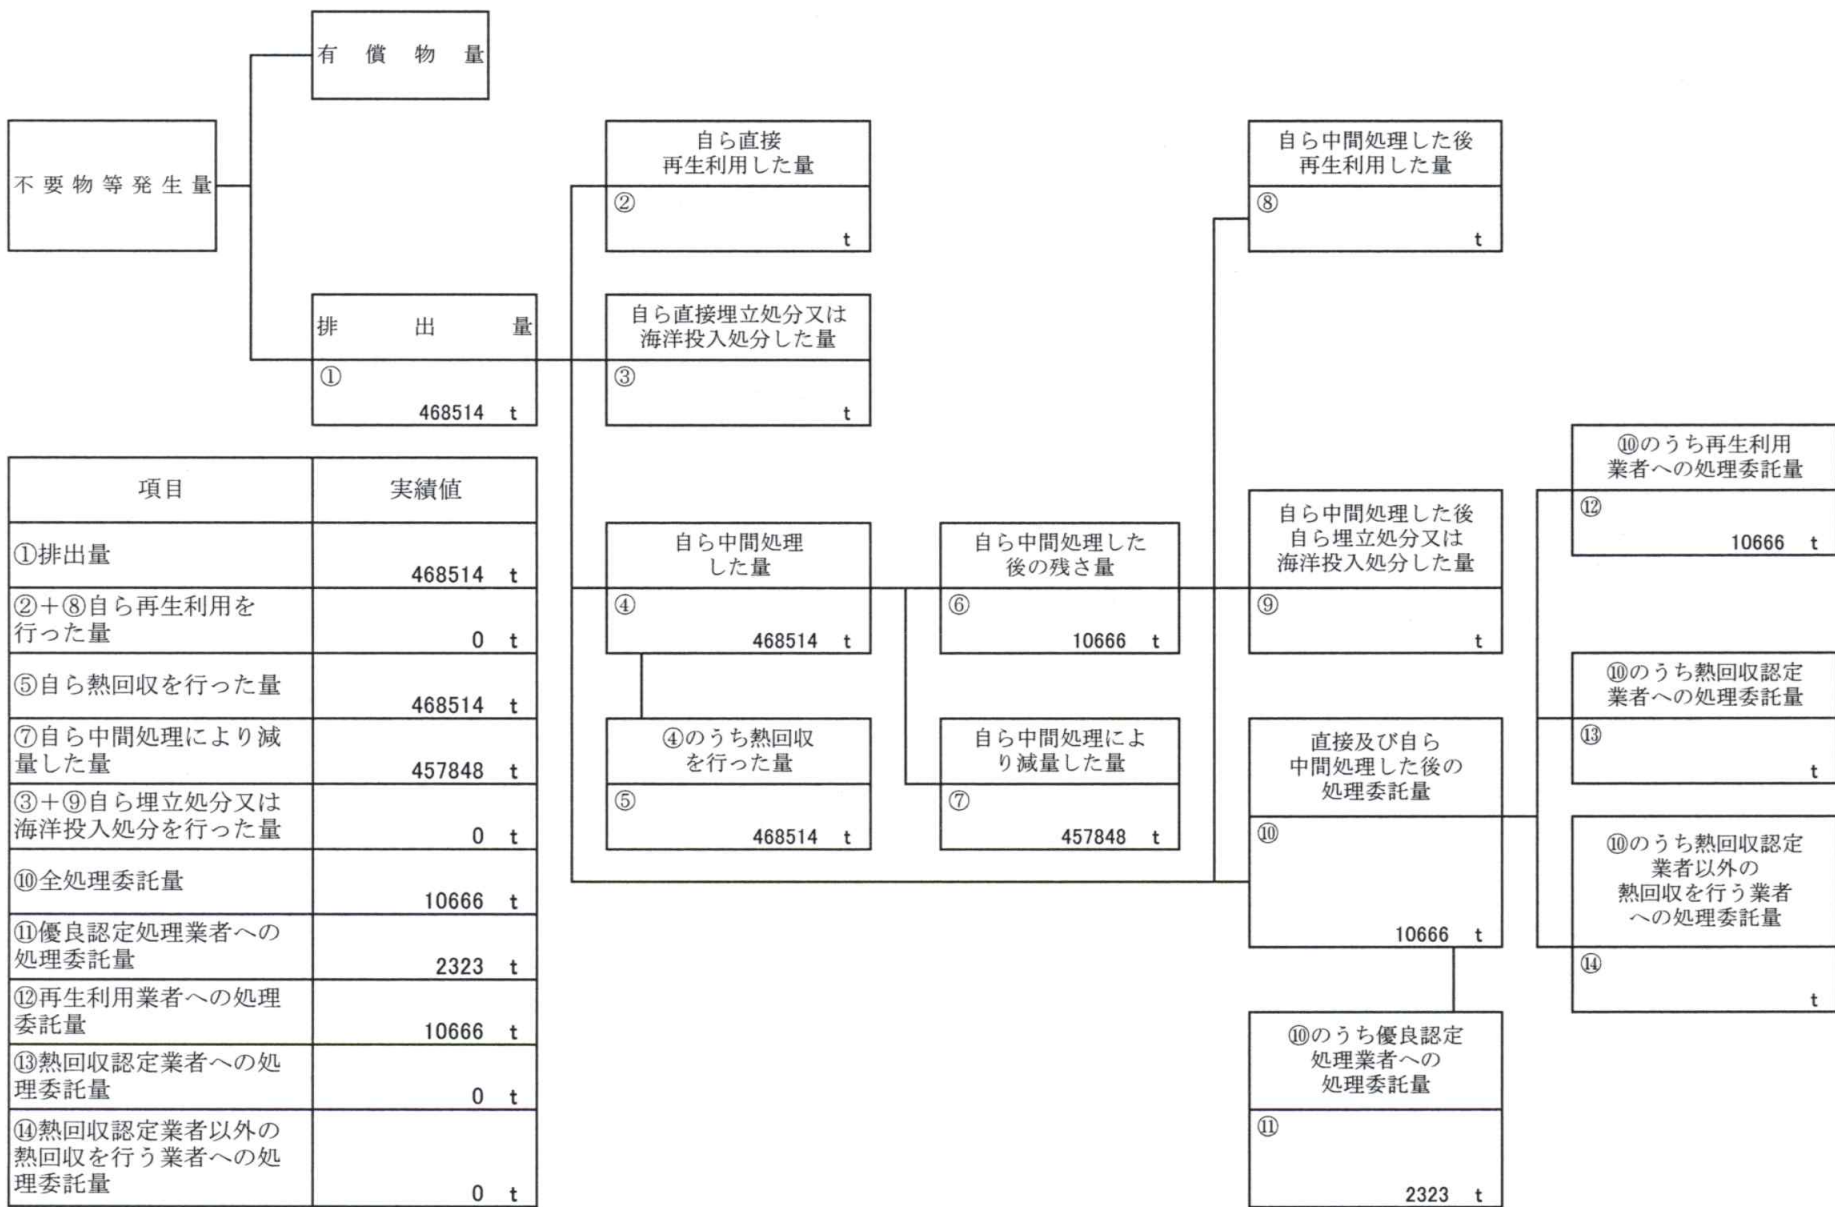 有償物量
不要物等発生量
排出量
①
468514 t
自ら直接
再生利用した量
②
t
自ら直接埋立処分又は
海洋投入処分した量
③
t
自ら中間処理
した量
④
468514 t
④のうち熱回収
を行った量
⑤
468514 t
自ら中間処理した
後の残さ量
⑥
10666 t
自ら中間処理によ
り減量した量
⑦
457848 t
自ら中間処理した後
再生利用した量
⑧
t
自ら中間処理した後
自ら埋立処分又は
海洋投入処分した量
⑨
t
直接及び自ら
中間処理した後の
処理委託量
⑩
10666 t
⑩のうち優良認定
処理業者への
処理委託量
⑪
2323 t
⑩のうち再生利用
業者への処理委託量
⑫
10666 t
⑩のうち熱回収認定
業者への処理委託量
⑬
t
⑩のうち熱回収認定
業者以外の
熱回収を行う業者
への処理委託量
⑭
t
項目 実績値
①排出量
468514 t
②+⑧自ら再生利用を
行った量
0 t
⑤自ら熱回収を行った量
468514 t
⑦自ら中間処理により減
量した量
457848 t
③+⑨自ら埋立処分又は
海洋投入処分を行った量
0 t
⑩全処理委託量
10666 t
⑪優良認定処理業者への
処理委託量
2323 t
⑫再生利用業者への処理
委託量
10666 t
⑬熱回収認定業者への処
理委託量
0 t
⑭熱回収認定業者以外の
熱回収を行う業者への処
理委託量
0 t